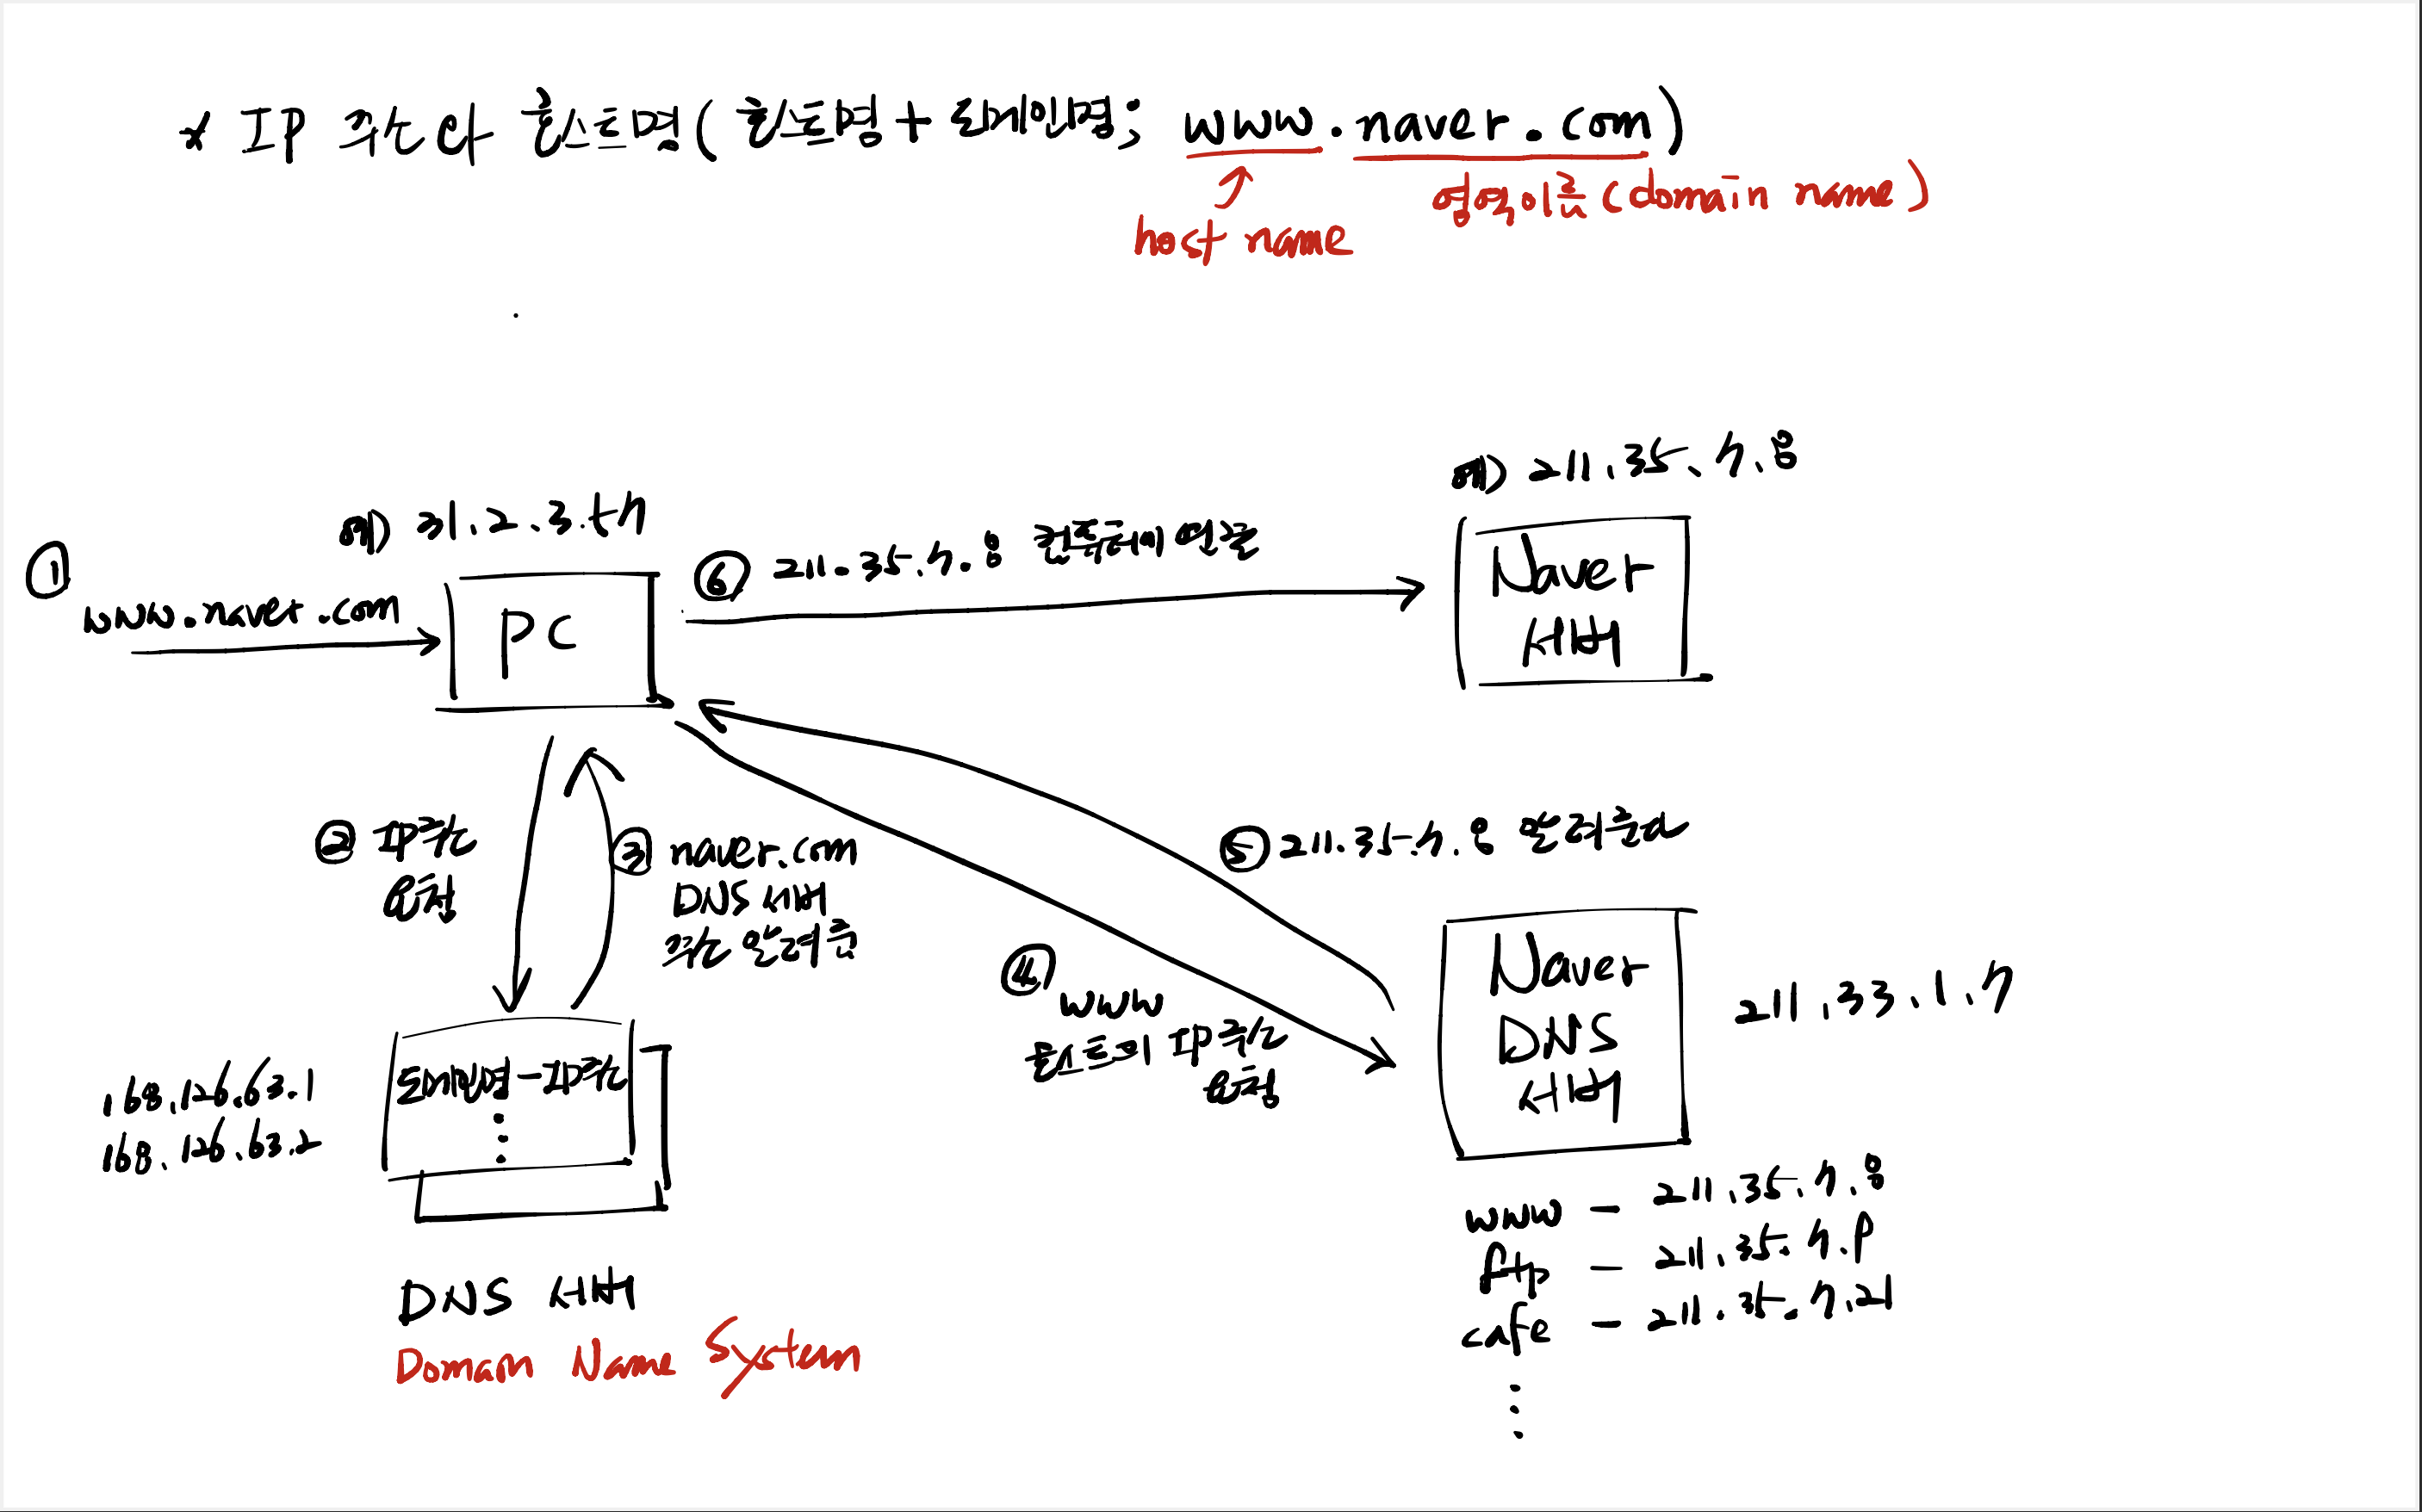 * IP 주소와 호스트명(호스트명+도메인명; www.naver.com)
host name
영역이름(domain name)
예) 211.35.7.8
예) 21.2.3.47
①
www.naver.com
PC
⑥ 211.35.7.8 컴퓨터에 연결
Naver
서버
② IP주소
요청
③ naver.com
DNS 서버
주소 알려줌
⑤ 211.35.7.8 알려준다
④
www
호스트의 IP 주소
요청
Naver
DNS
서버
211.33.1.7
168.126.63.1
168.126.63.2
도메인명-IP주소
⋮
DNS 서버
Domain Name System
www - 211.35.7.8
ftp - 211.35.7.9
cafe - 211.35.7.21
⋮